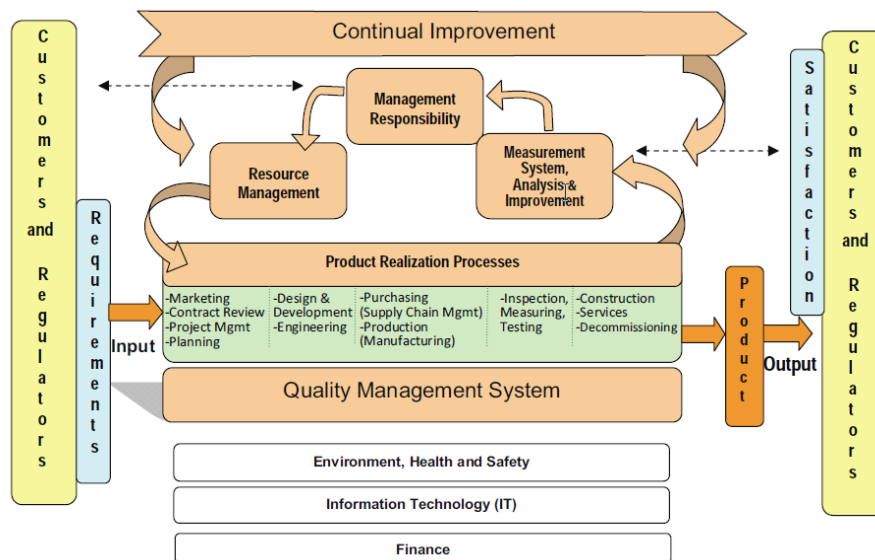 Continual Improvement
Customers and Regulators
Requirements
Management
Responsibility
Resource
Management
Measurement
System,
Analysis &
Improvement
Satisfaction
Customers and Regulators
Product Realization Processes
-Marketing
-Contract Review
-Project Mgmt
-Planning
-Design &
Development
-Engineering
-Purchasing
(Supply Chain Mgmt)
-Production
(Manufacturing)
-Inspection,
Measuring,
Testing
-Construction
-Services
-Decommissioning
Input
Product
Output
Quality Management System
Environment, Health and Safety
Information Technology (IT)
Finance